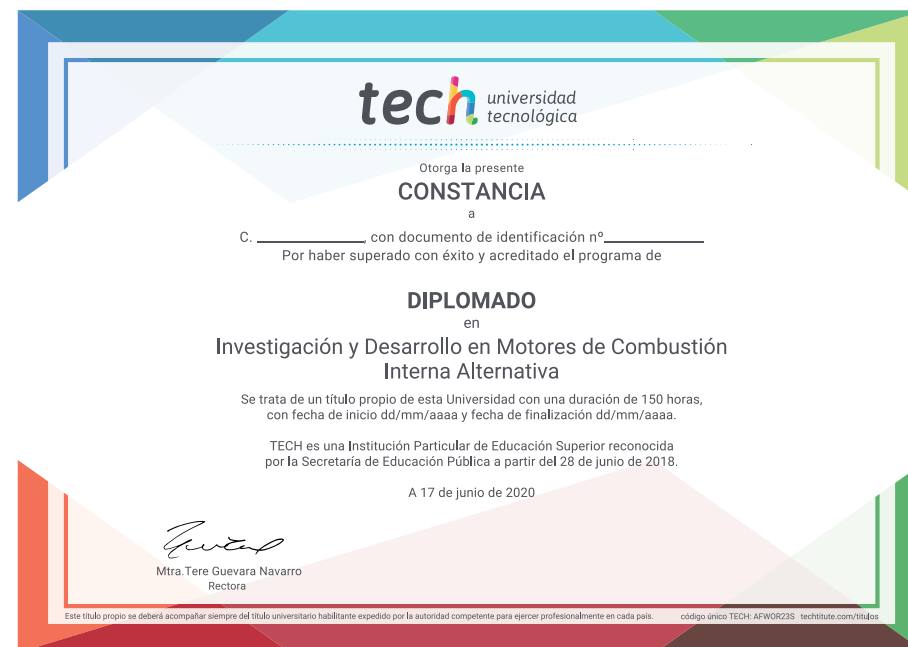 tech universidad
tecnológica
Otorga la presente
CONSTANCIA
a
C. ______________, con documento de identificación nº______________
Por haber superado con éxito y acreditado el programa de
DIPLOMADO
en
Investigación y Desarrollo en Motores de Combustión
Interna Alternativa
Se trata de un título propio de esta Universidad con una duración de 150 horas,
con fecha de inicio dd/mm/aaaa y fecha de finalización dd/mm/aaaa.
TECH es una Institución Particular de Educación Superior reconocida
por la Secretaría de Educación Pública a partir del 28 de junio de 2018.
A 17 de junio de 2020
Mtra.Tere Guevara Navarro
Rectora
Este título propio se deberá acompañar siempre del título universitario habilitante expedido por la autoridad competente para ejercer profesionalmente en cada país. código único TECH: AFWOR23S techtitute.com/titulos